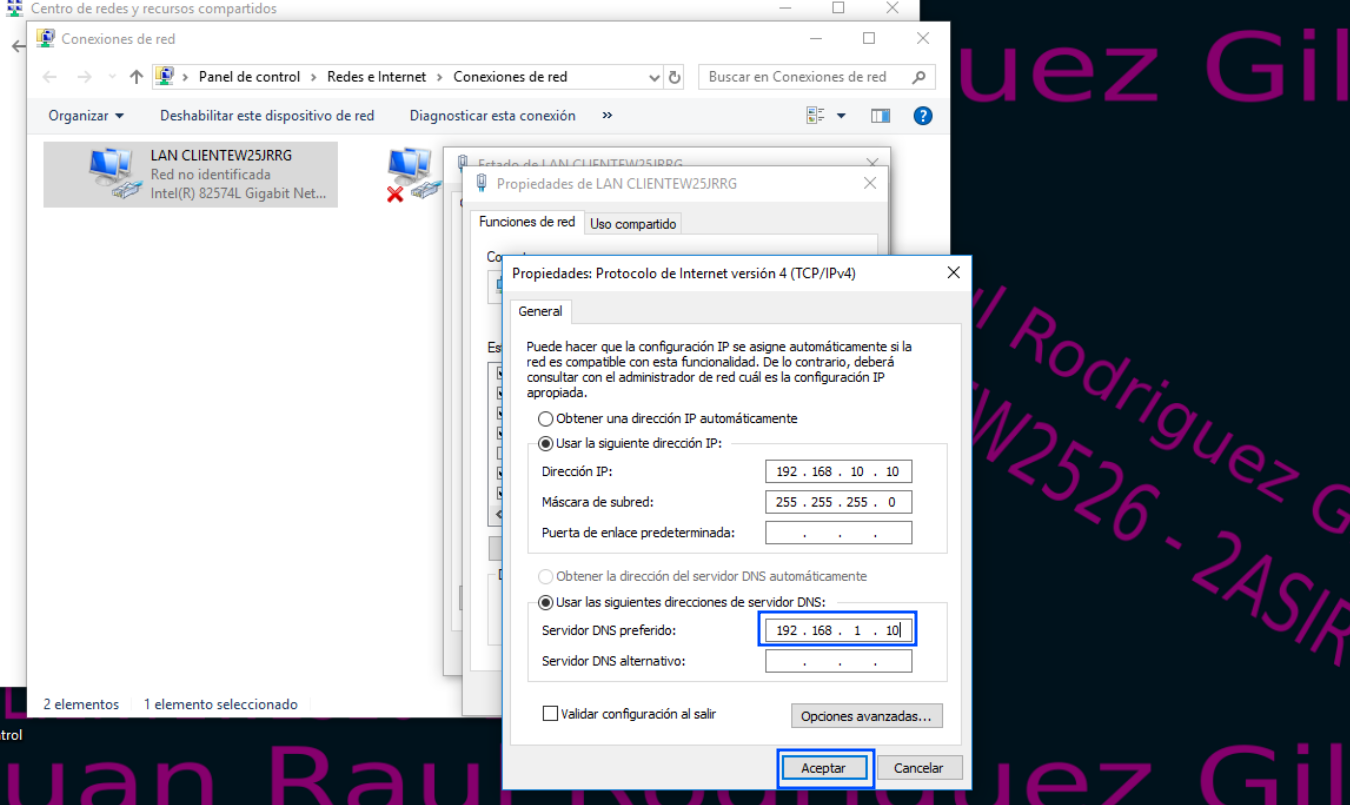 Centro de redes y recursos compartidos
Conexiones de red
Panel de control > Redes e Internet > Conexiones de red
Buscar en Conexiones de red
Organizar
Deshabilitar este dispositivo de red
Diagnosticar esta conexión
»
LAN CLIENTEW25JRRG
Red no identificada
Intel(R) 82574L Gigabit Net...
Estado de LAN CLIENTEW25JRRG
Propiedades de LAN CLIENTEW25JRRG
Funciones de red
Uso compartido
Propiedades: Protocolo de Internet versión 4 (TCP/IPv4)
General
Puede hacer que la configuración IP se asigne automáticamente si la
red es compatible con esta funcionalidad. De lo contrario, deberá
consultar con el administrador de red cuál es la configuración IP
apropiada.
Obtener una dirección IP automáticamente
Usar la siguiente dirección IP:
Dirección IP:
192 . 168 . 10 . 10
Máscara de subred:
255 . 255 . 255 . 0
Puerta de enlace predeterminada:
. . .
Obtener la dirección del servidor DNS automáticamente
Usar las siguientes direcciones de servidor DNS:
Servidor DNS preferido:
192 . 168 . 1 . 10
Servidor DNS alternativo:
. . .
Validar configuración al salir
Opciones avanzadas...
Aceptar
Cancelar
2 elementos
1 elemento seleccionado
trol
uez Gil
l Rodriguez G
W2526 - 2ASIR
uan Rau
uez Gil